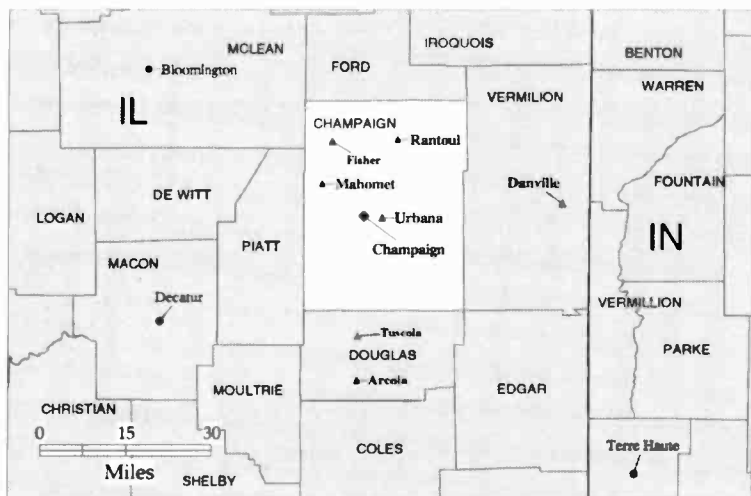 MCLEAN
IROQUOIS
BENTON
Bloomington
FORD
WARREN
IL
VERMILION
CHAMPAIGN
Rantoul
Fisher
Mahomet
Danville
FOUNTAIN
DE WITT
LOGAN
Urbana
PIATT
Champaign
IN
MACON
Decatur
VERMILLION
Tuscola
DOUGLAS
PARKE
Arcola
MOULTRIE
EDGAR
CHRISTIAN
0 15 30
Miles
COLES
Terre Haute
SHELBY